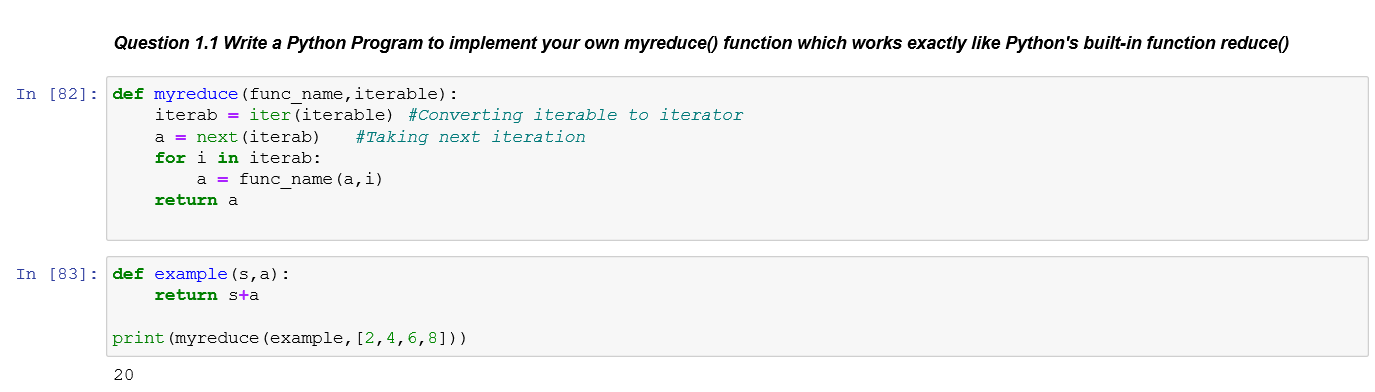 Question 1.1 Write a Python Program to implement your own myreduce() function which works exactly like Python's built-in function reduce()
In [82]: def myreduce(func_name,iterable):
    iterab = iter(iterable) #Converting iterable to iterator
    a = next(iterab)   #Taking next iteration
    for i in iterab:
        a = func_name(a,i)
    return a
In [83]: def example(s,a):
    return s+a
print(myreduce(example,[2,4,6,8]))
20